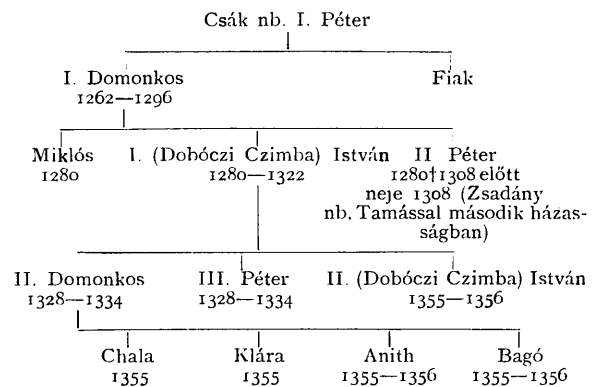 Csák nb. I. Péter
I. Domonkos Fiak
1262—1296
Miklós I. (Dobóczi Czimba) István II Péter
1280 1280—1322 1280†1308 előtt
neje 1308 (Zsadány
nb. Tamással második házas-
ságban)
II. Domonkos III. Péter II. (Dobóczi Czimba) István
1328—1334 1328—1334 1355—1356
Chala Klára Anith Bagó
1355 1355 1355—1356 1355—1356